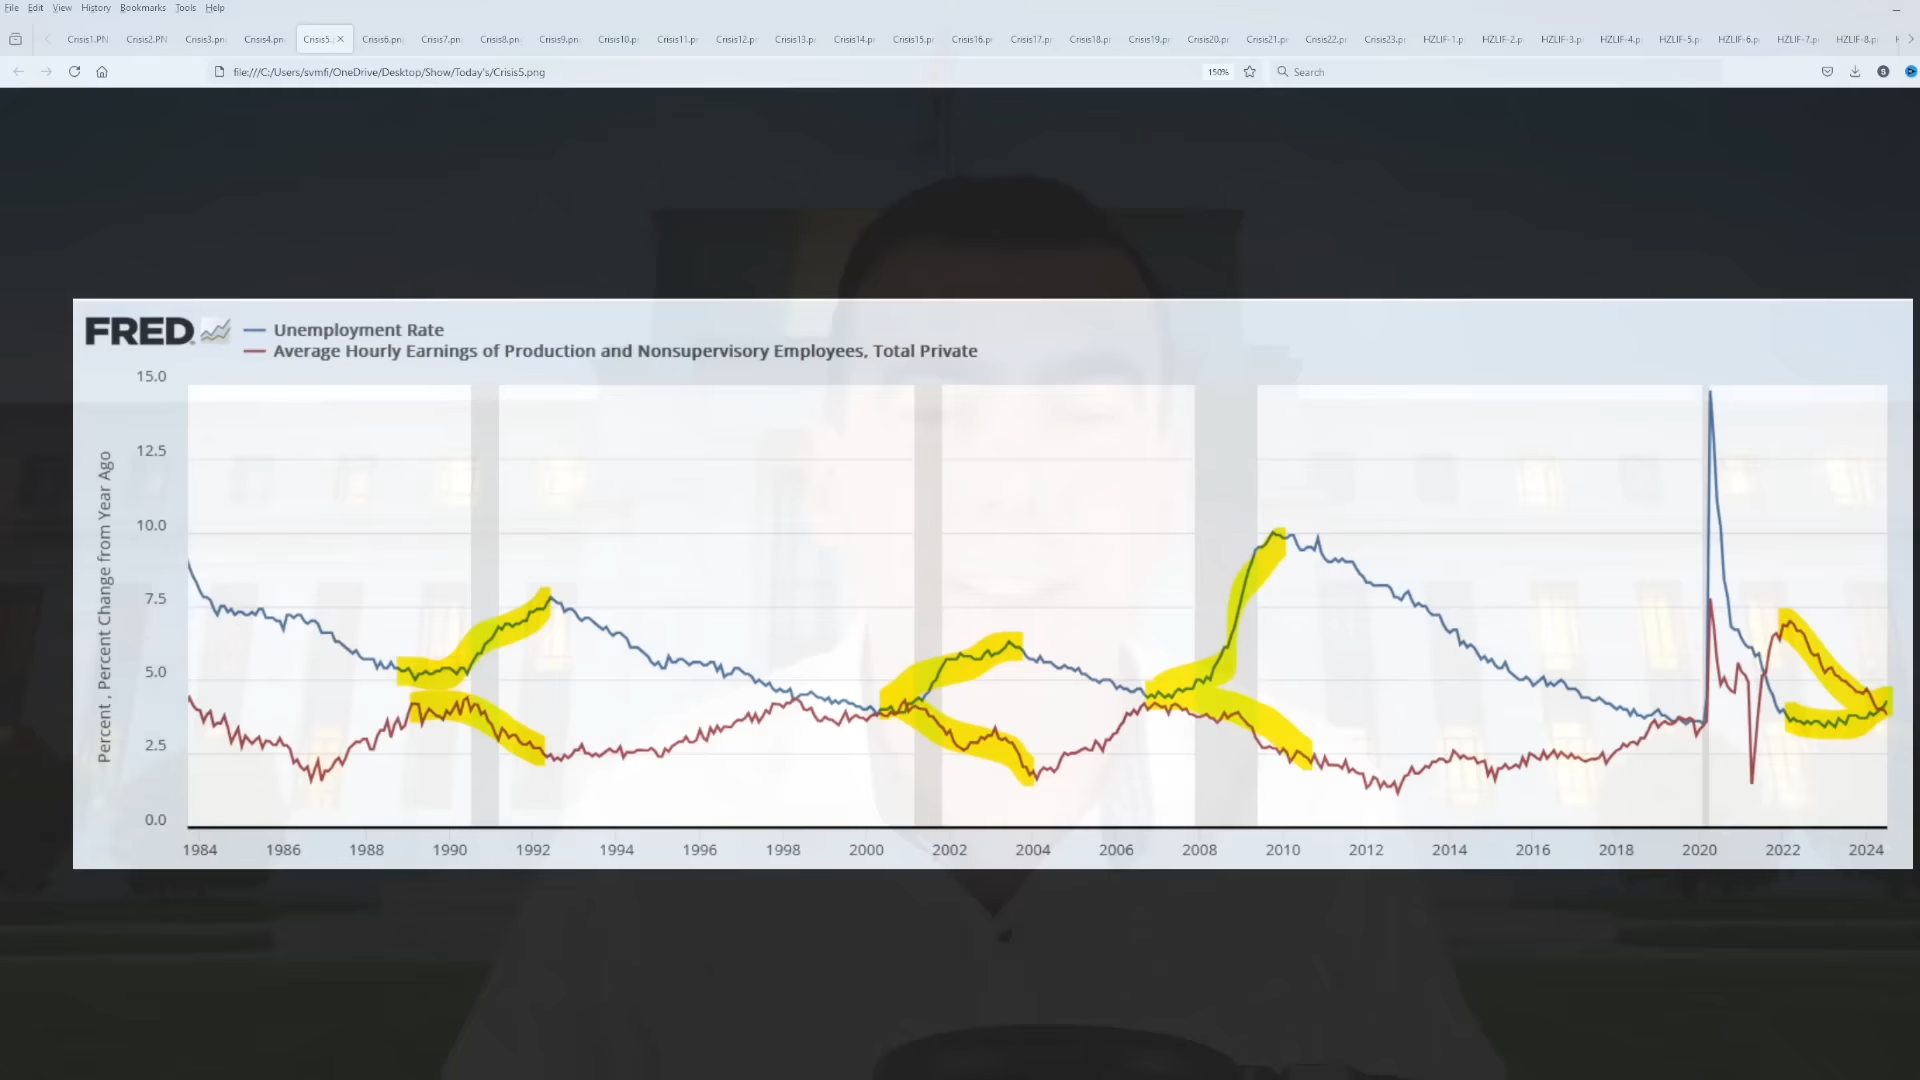 File Edit View History Bookmarks Tools Help
Crisis1.PN Crisis2.PN Crisis3.pn Crisis4.pn Crisis5. Crisis6.pn Crisis7.pn Crisis8.pn Crisis9.pn Crisis10.p Crisis11.p Crisis12.p Crisis13.p Crisis14.p Crisis15.p Crisis16.p Crisis17.p Crisis18.p Crisis19.p Crisis20.p Crisis21.p Crisis22.p Crisis23.p HZLIF-1.p HZLIF-2.p HZLIF-3.p HZLIF-4.p HZLIF-5.p HZLIF-6.p HZLIF-7.p HZLIF-8.p
file:///C:/Users/svmfi/OneDrive/Desktop/Show/Today's/Crisis5.png 150% Search S
FRED
Unemployment Rate
Average Hourly Earnings of Production and Nonsupervisory Employees, Total Private
Percent , Percent Change from Year Ago
15.0
12.5
10.0
7.5
5.0
2.5
0.0
1984 1986 1988 1990 1992 1994 1996 1998 2000 2002 2004 2006 2008 2010 2012 2014 2016 2018 2020 2022 2024